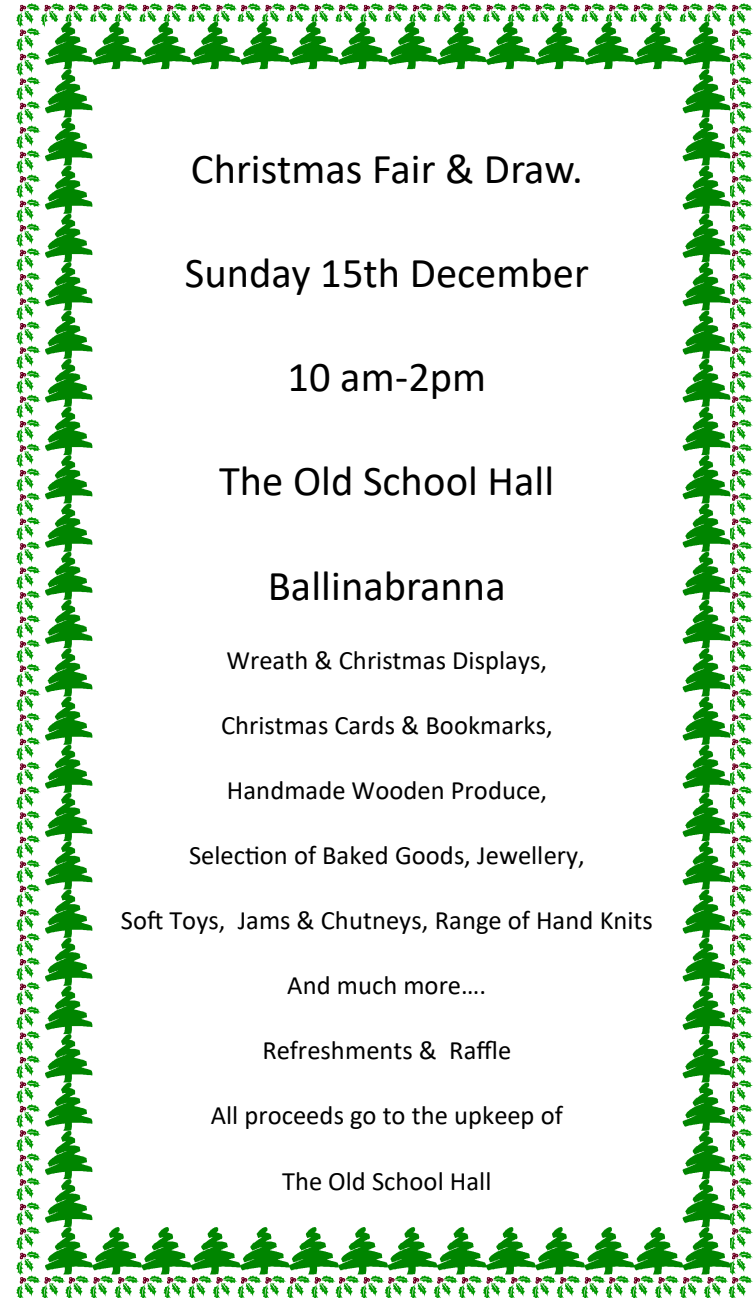 Christmas Fair & Draw.
Sunday 15th December
10 am-2pm
The Old School Hall
Ballinabranna
Wreath & Christmas Displays,
Christmas Cards & Bookmarks,
Handmade Wooden Produce,
Selection of Baked Goods, Jewellery,
Soft Toys,  Jams & Chutneys, Range of Hand Knits
And much more....
Refreshments &  Raffle
All proceeds go to the upkeep of
The Old School Hall